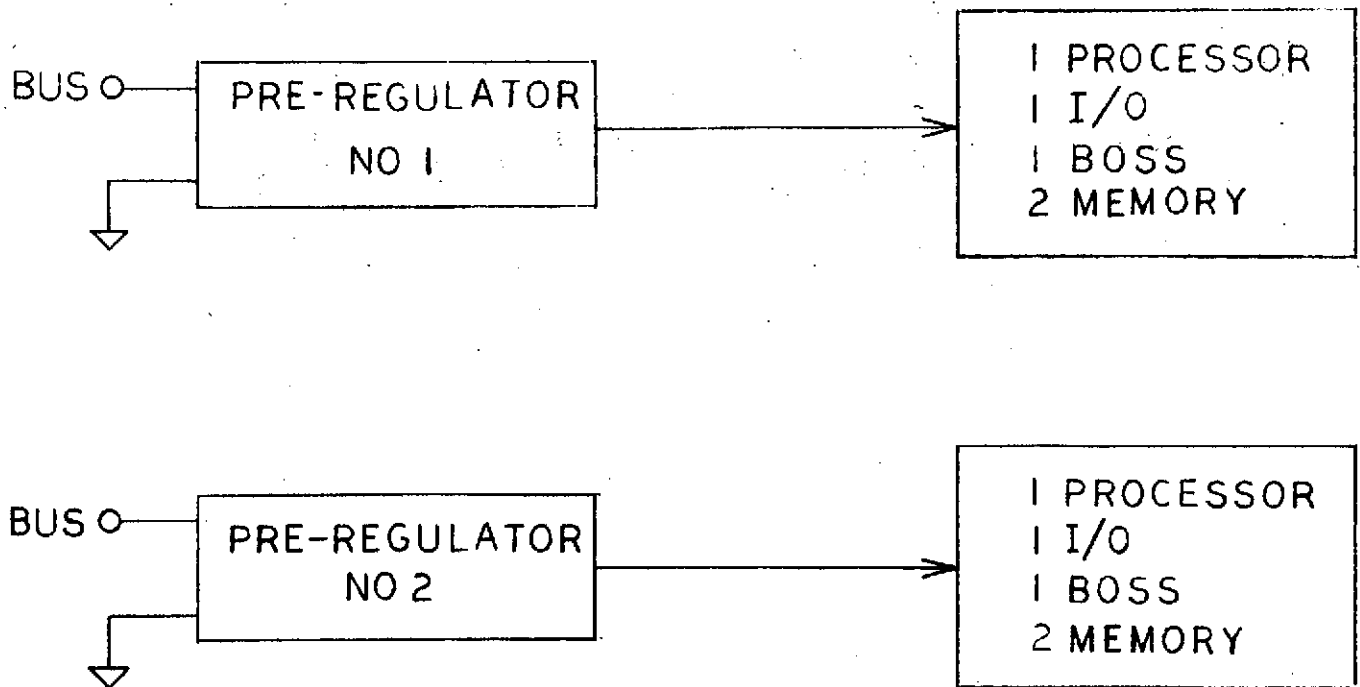 BUS
PRE-REGULATOR
NO 1
1 PROCESSOR
1 I/O
1 BOSS
2 MEMORY
BUS
PRE-REGULATOR
NO 2
1 PROCESSOR
1 I/O
1 BOSS
2 MEMORY